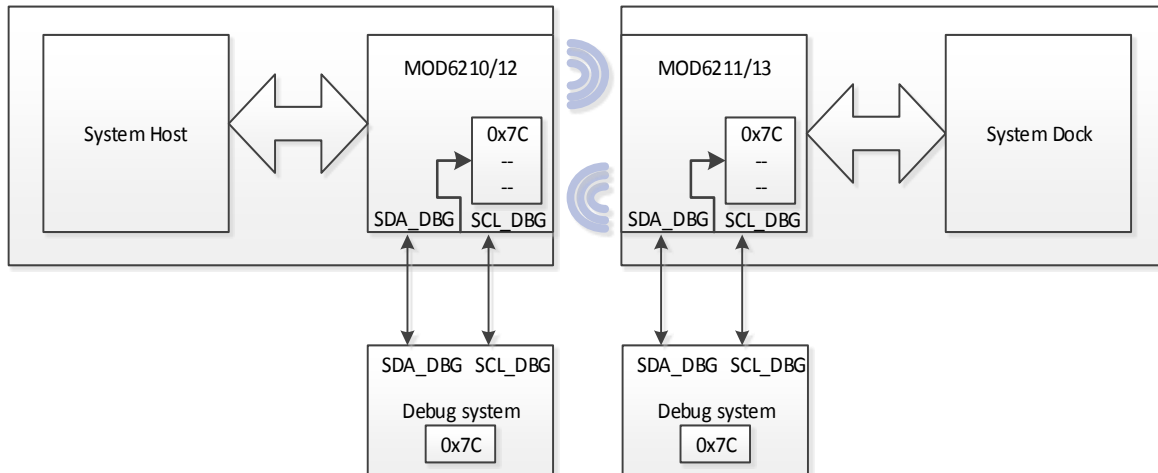 MOD6210/12
MOD6211/13
System Host
0x7C
--
--
0x7C
--
--
System Dock
SDA_DBG SCL_DBG
SDA_DBG SCL_DBG
SDA_DBG SCL_DBG
Debug system
0x7C
SDA_DBG SCL_DBG
Debug system
0x7C